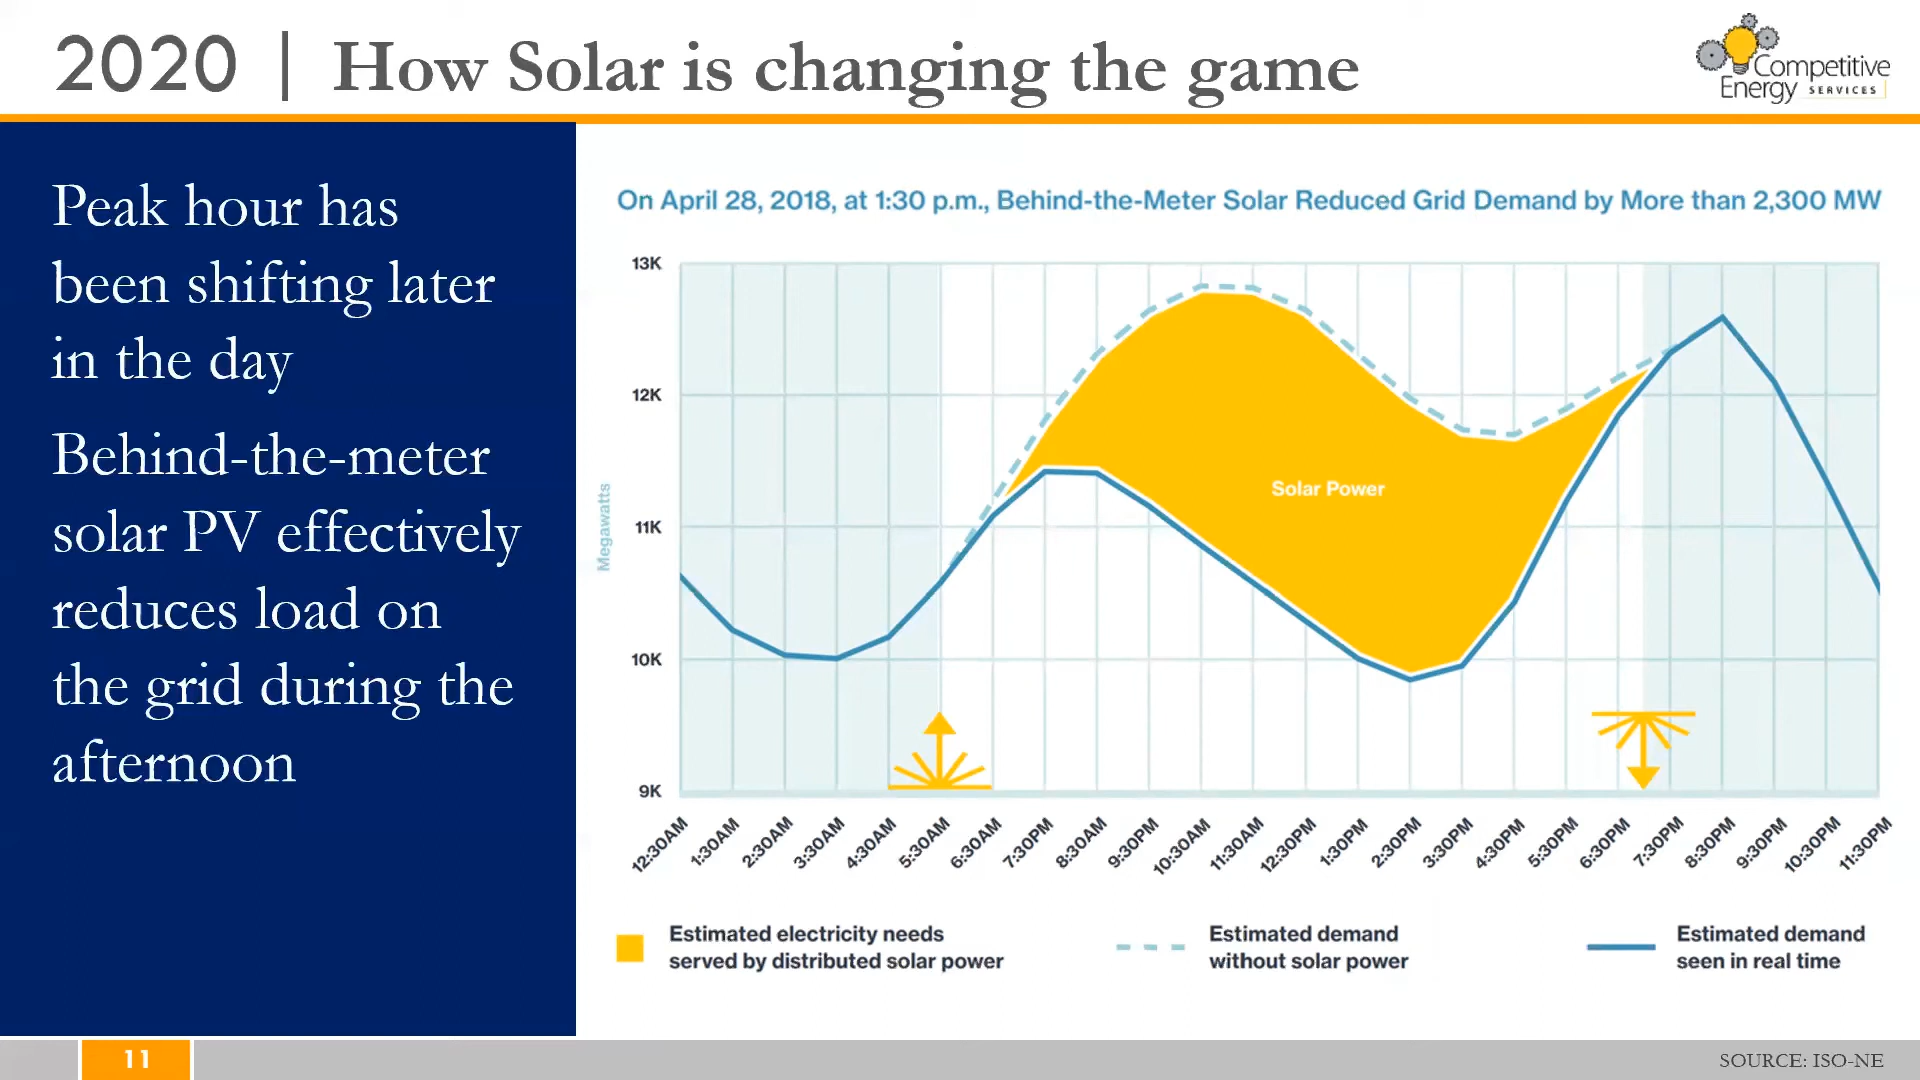 2020 | How Solar is changing the game
Competitive
Energy SERVICES
Peak hour has
been shifting later
in the day
Behind-the-meter
solar PV effectively
reduces load on
the grid during the
afternoon
On April 28, 2018, at 1:30 p.m., Behind-the-Meter Solar Reduced Grid Demand by More than 2,300 MW
Megawatts
13K
12K
11K
10K
9K
Solar Power
12:30AM
1:30AM
2:30AM
3:30AM
4:30AM
5:30AM
6:30AM
7:30PM
8:30AM
9:30PM
10:30AM
11:30AM
12:30PM
1:30PM
2:30PM
3:30PM
4:30PM
5:30PM
6:30PM
7:30PM
8:30PM
9:30PM
10:30PM
11:30PM
Estimated electricity needs
served by distributed solar power
Estimated demand
without solar power
Estimated demand
seen in real time
11
SOURCE: ISO-NE